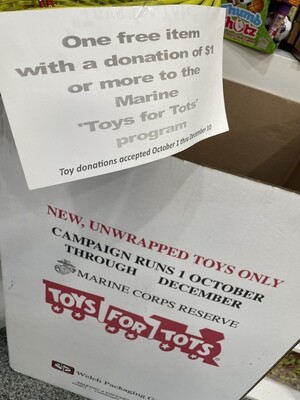 One free item
with a donation of $1
or more to the
Marine
'Toys for Tots'
program
Toy donations accepted October 1 thru December 10
NEW, UNWRAPPED TOYS ONLY
CAMPAIGN RUNS 1 OCTOBER
THROUGH DECEMBER
MARINE CORPS RESERVE
TOYS FOR TOTS
Welch Packaging